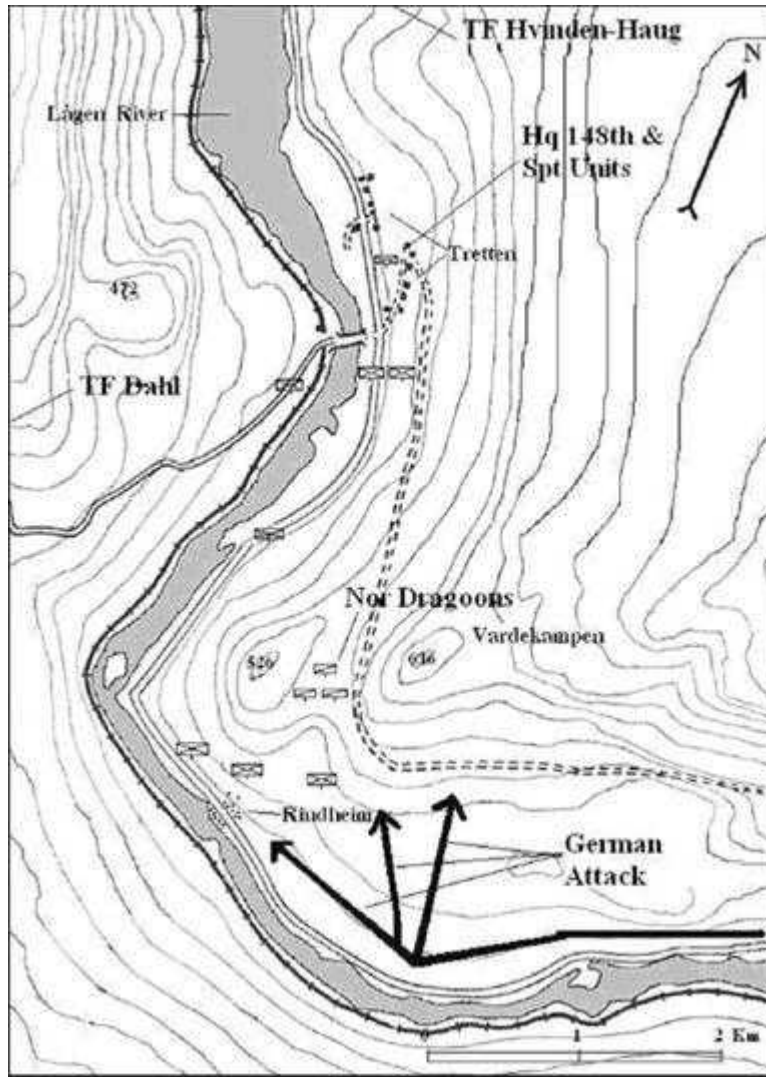 TF Hvinden-Haug
N
Lågen River
Hq 148th &
Spt Units
Tretten
472
TF Dahl
Nor Dragoons
Vardekampen
526
616
Rindheim
German
Attack
0 1 2 Km